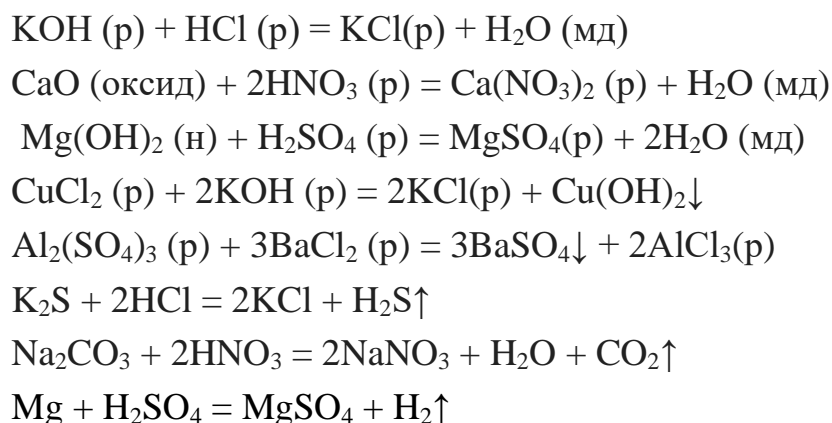 KOH (р) + HCl (р) = KCl(р) + H₂O (мд)
CaO (оксид) + 2HNO₃ (р) = Ca(NO₃)₂ (р) + H₂O (мд)
Mg(OH)₂ (н) + H₂SO₄ (р) = MgSO₄(р) + 2H₂O (мд)
CuCl₂ (р) + 2KOH (р) = 2KCl(р) + Cu(OH)₂↓
Al₂(SO₄)₃ (р) + 3BaCl₂ (р) = 3BaSO₄↓ + 2AlCl₃(р)
K₂S + 2HCl = 2KCl + H₂S↑
Na₂CO₃ + 2HNO₃ = 2NaNO₃ + H₂O + CO₂↑
Mg + H₂SO₄ = MgSO₄ + H₂↑